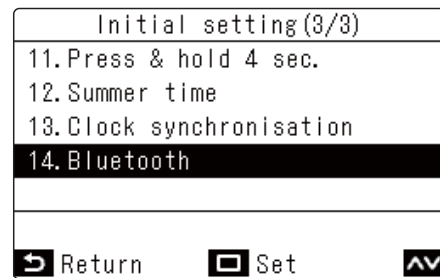 Initial setting(3/3)
11.Press & hold 4 sec.
12.Summer time
13.Clock synchronisation
14.Bluetooth
Return Set